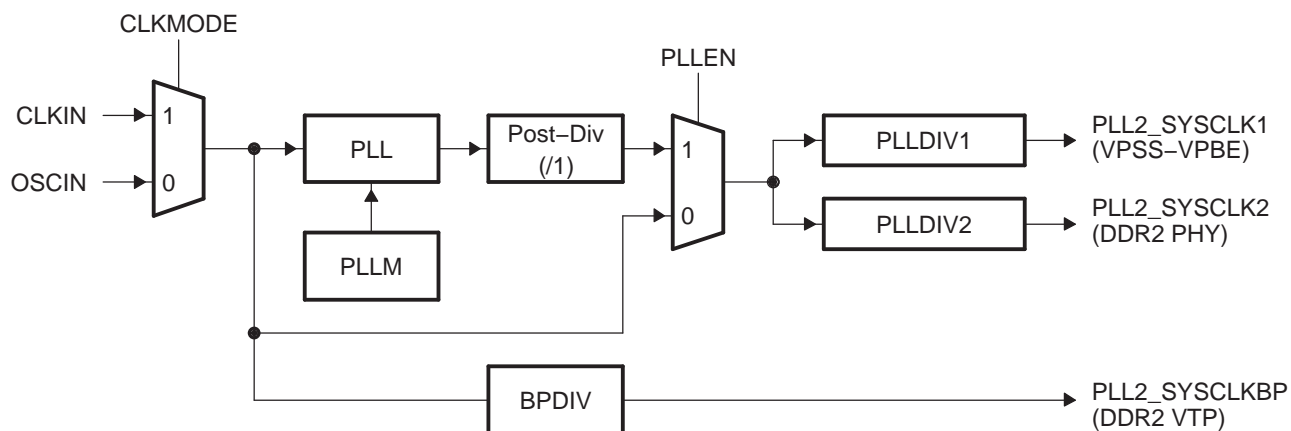 CLKMODE
PLLEN
CLKIN
1
OSCIN
0
PLL
Post−Div
(/1)
PLLM
1
0
PLLDIV1
PLL2_SYSCLK1
(VPSS−VPBE)
PLLDIV2
PLL2_SYSCLK2
(DDR2 PHY)
BPDIV
PLL2_SYSCLKBP
(DDR2 VTP)